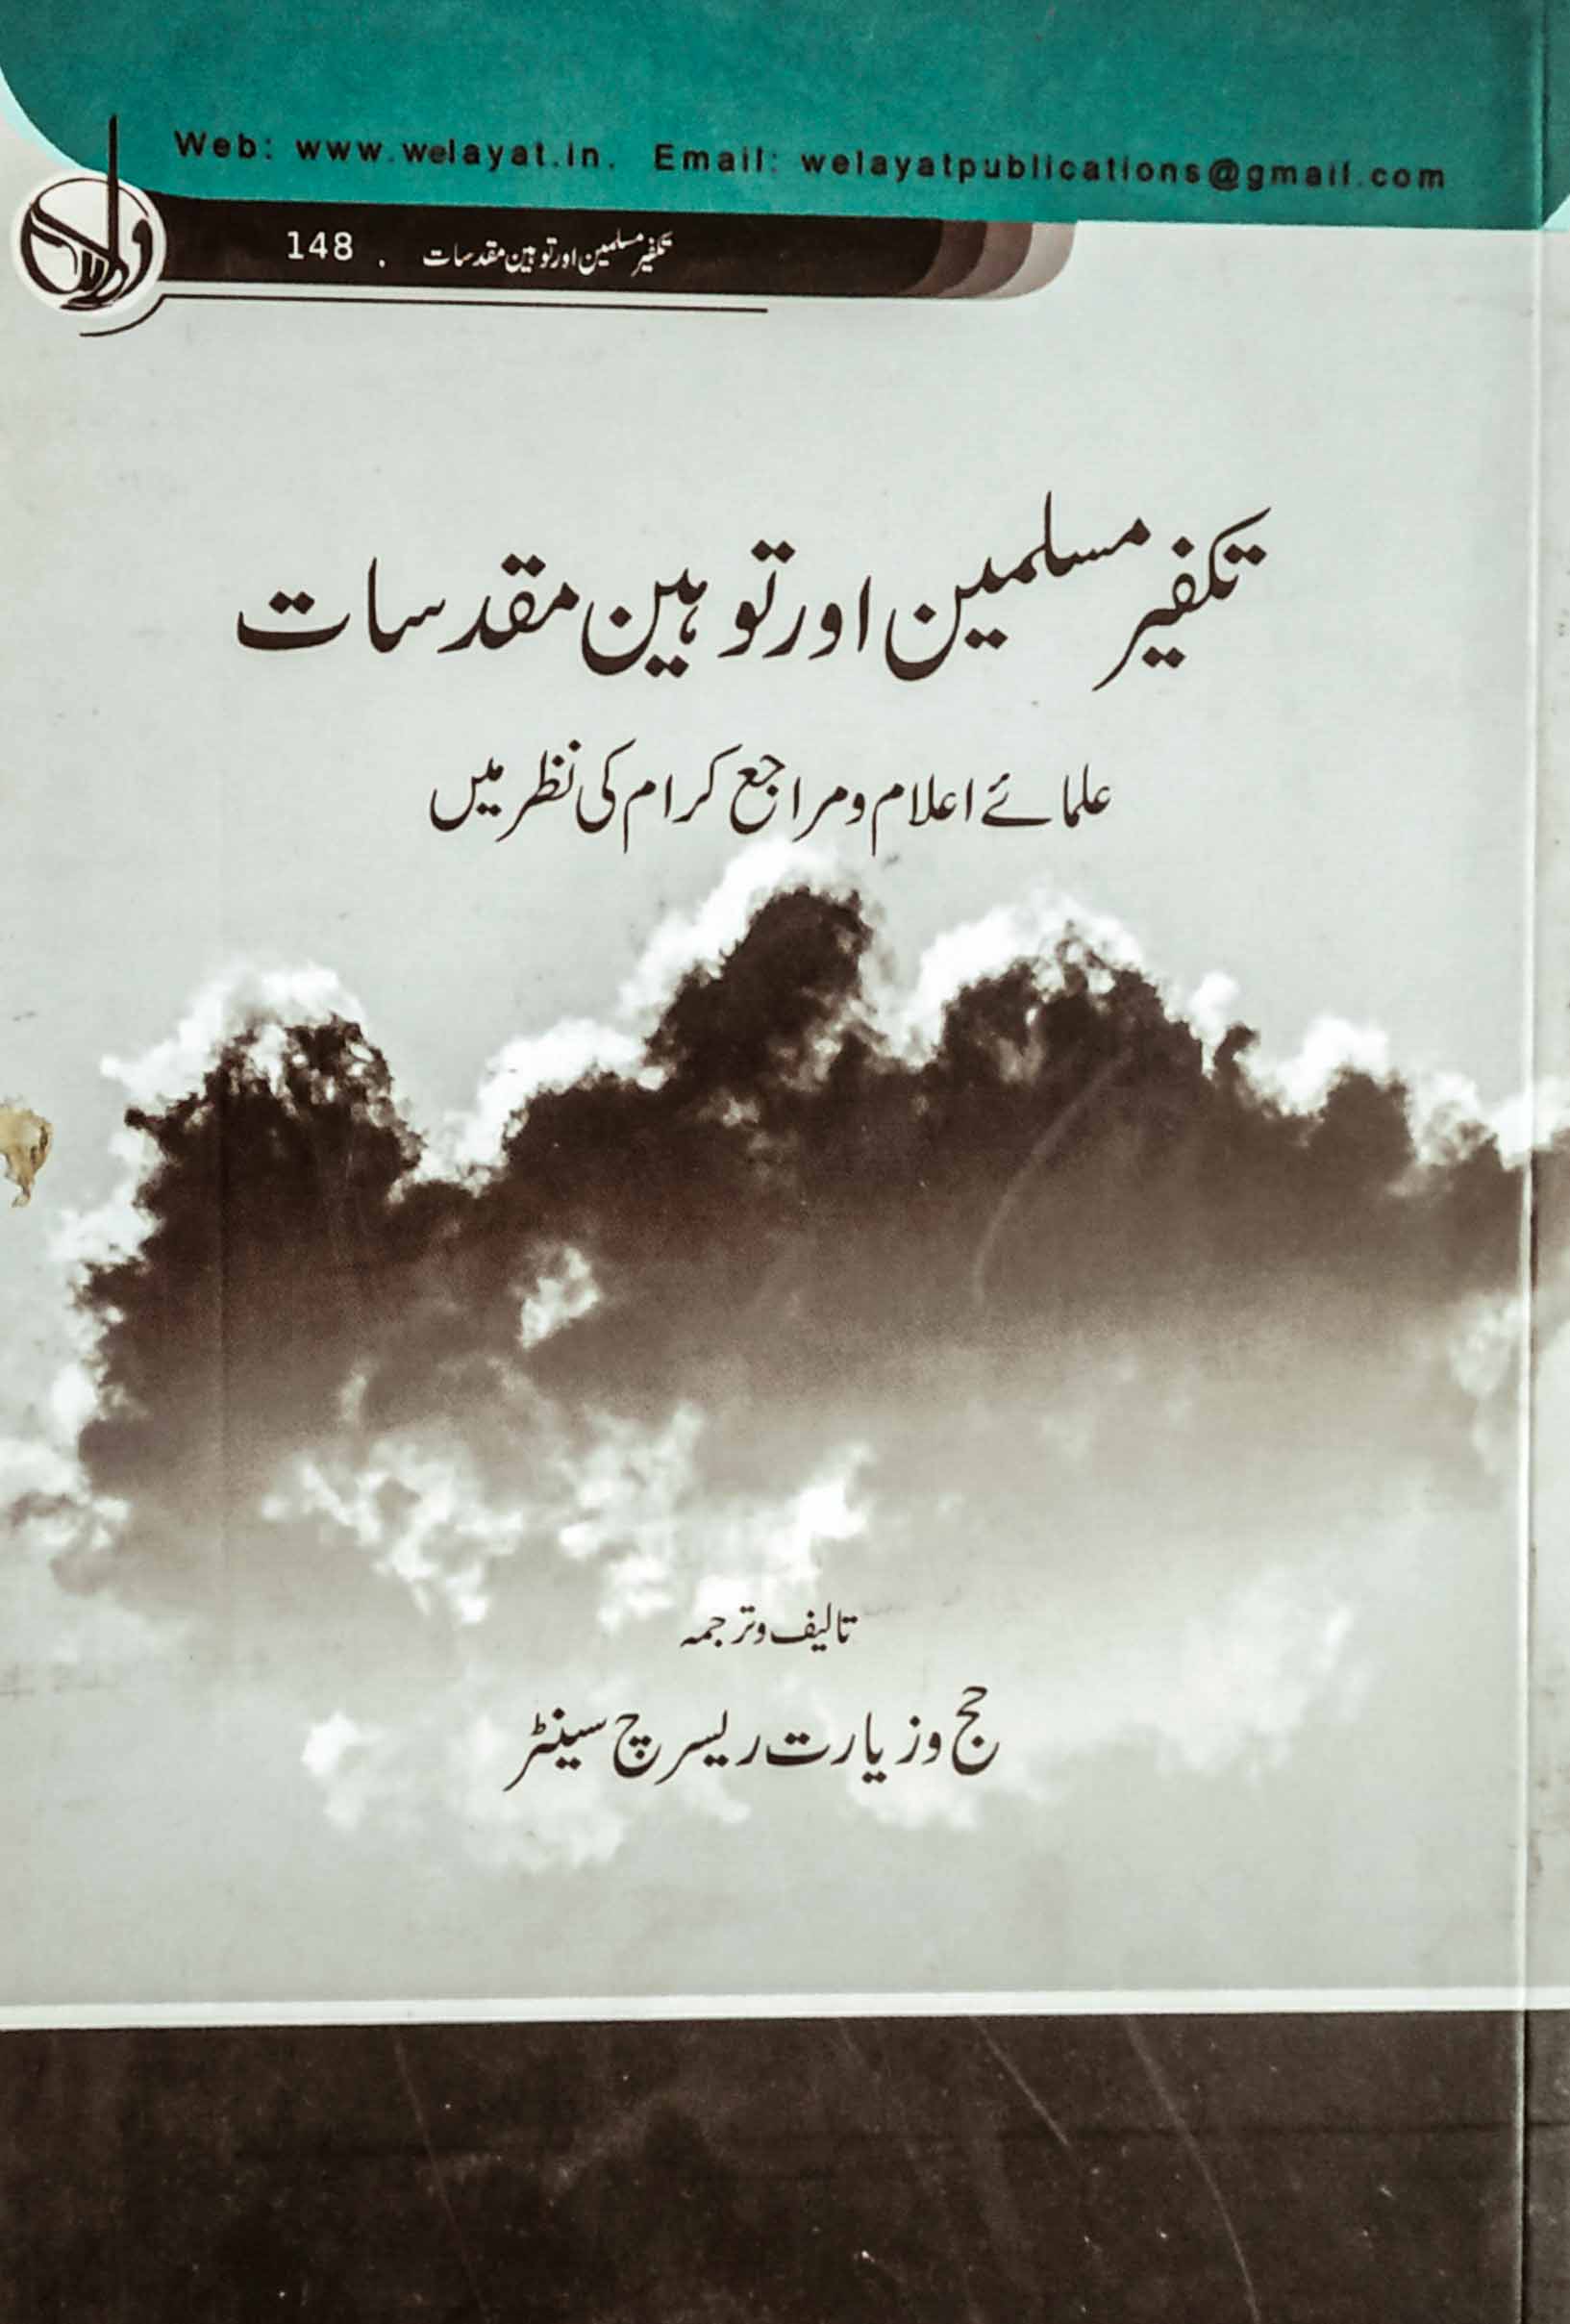 Web: www.welayat.in. Email: welayatpublications@gmail.com
تکفیر مسلمین اور توہین مقدسات . 148
تکفیر مسلمین اور توہین مقدسات
علمائے اعلام و مراجع کرام کی نظر میں
تالیف و ترجمہ
حج و زیارت ریسرچ سینٹر